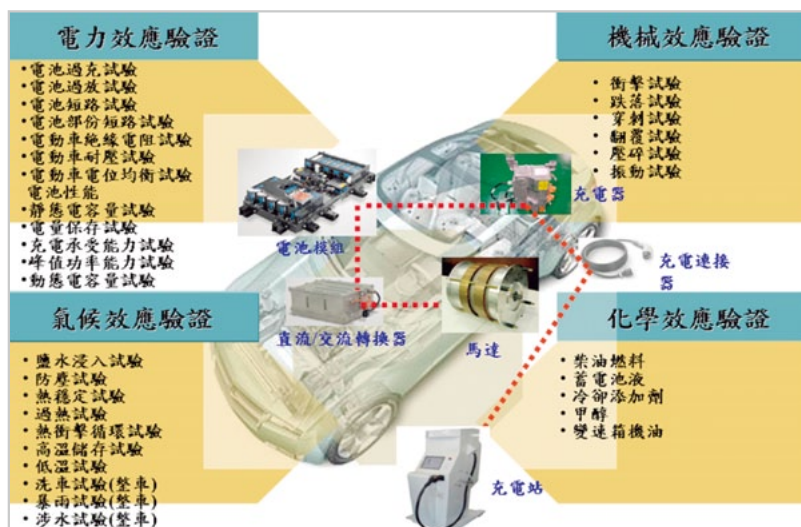 電力效應驗證
•電池過充試驗
•電池過放試驗
•電池短路試驗
•電池部份短路試驗
•電動車絕緣電阻試驗
•電動車耐壓試驗
•電動車電位均衡試驗
電池性能
•靜態電容量試驗
•電量保存試驗
•充電承受能力試驗
•峰值功率能力試驗
•動態電容量試驗
機械效應驗證
• 衝擊試驗
• 跌落試驗
• 穿刺試驗
• 翻覆試驗
• 壓碎試驗
• 振動試驗
電池模組
充電器
充電連接
器
直流/交流轉換器
馬達
充電站
氣候效應驗證
• 鹽水浸入試驗
• 防塵試驗
• 熱穩定試驗
• 過熱試驗
• 熱衝擊循環試驗
• 高溫儲存試驗
• 低溫試驗
• 洗車試驗(整車)
• 暴雨試驗(整車)
• 涉水試驗(整車)
化學效應驗證
• 柴油燃料
• 蓄電池液
• 冷卻添加劑
• 甲醇
• 變速箱機油